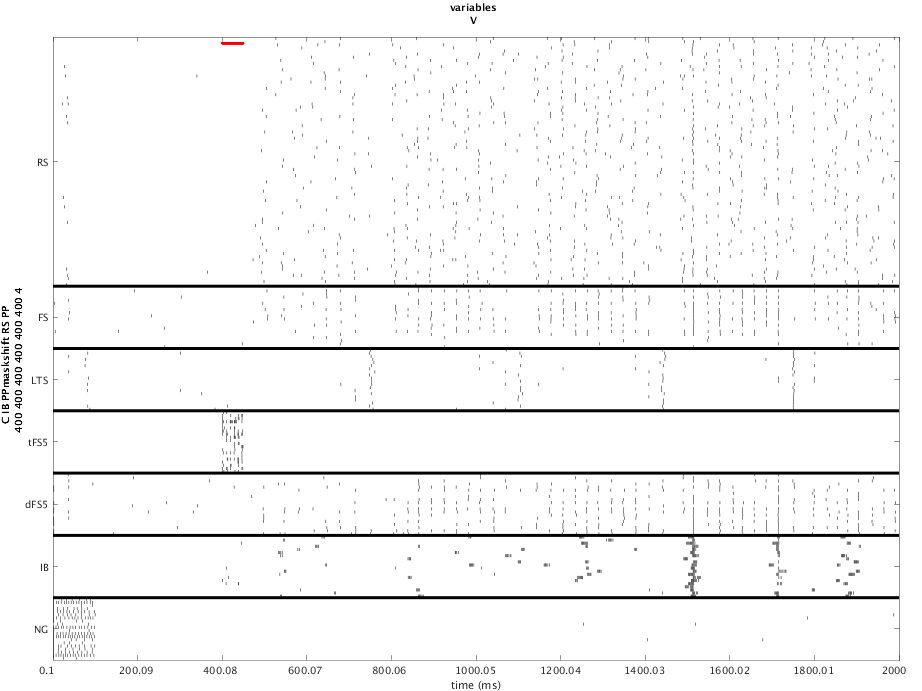 variables
V
RS
FS
LTS
tFS5
dFS5
IB
NG
C IB PPmaskshift RS PP
400 400 400 400 400 400 4
0.1 200.09 400.08 600.07 800.06 1000.05 1200.04 1400.03 1600.02 1800.01 2000
time (ms)